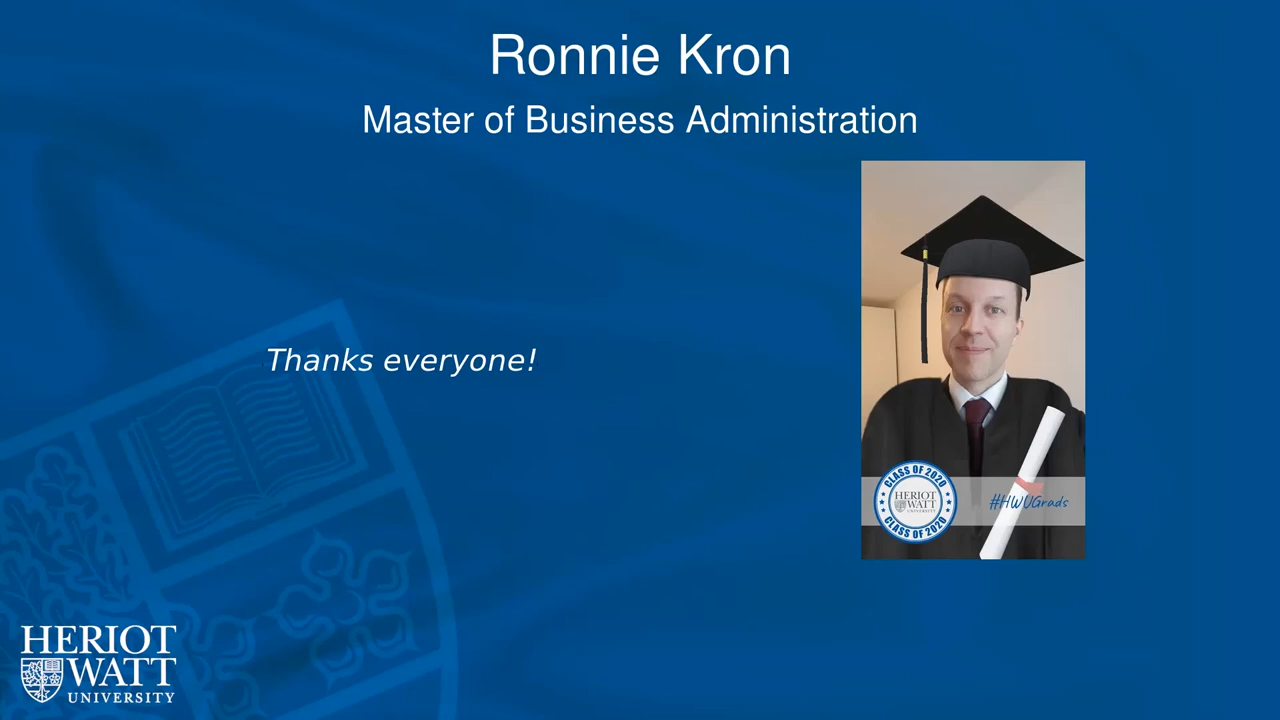 Ronnie Kron
Master of Business Administration
Thanks everyone!
CLASS OF 2020
HERIOT
WATT
UNIVERSITY
CLASS OF 2020
#HWUGrads
HERIOT
WATT
UNIVERSITY